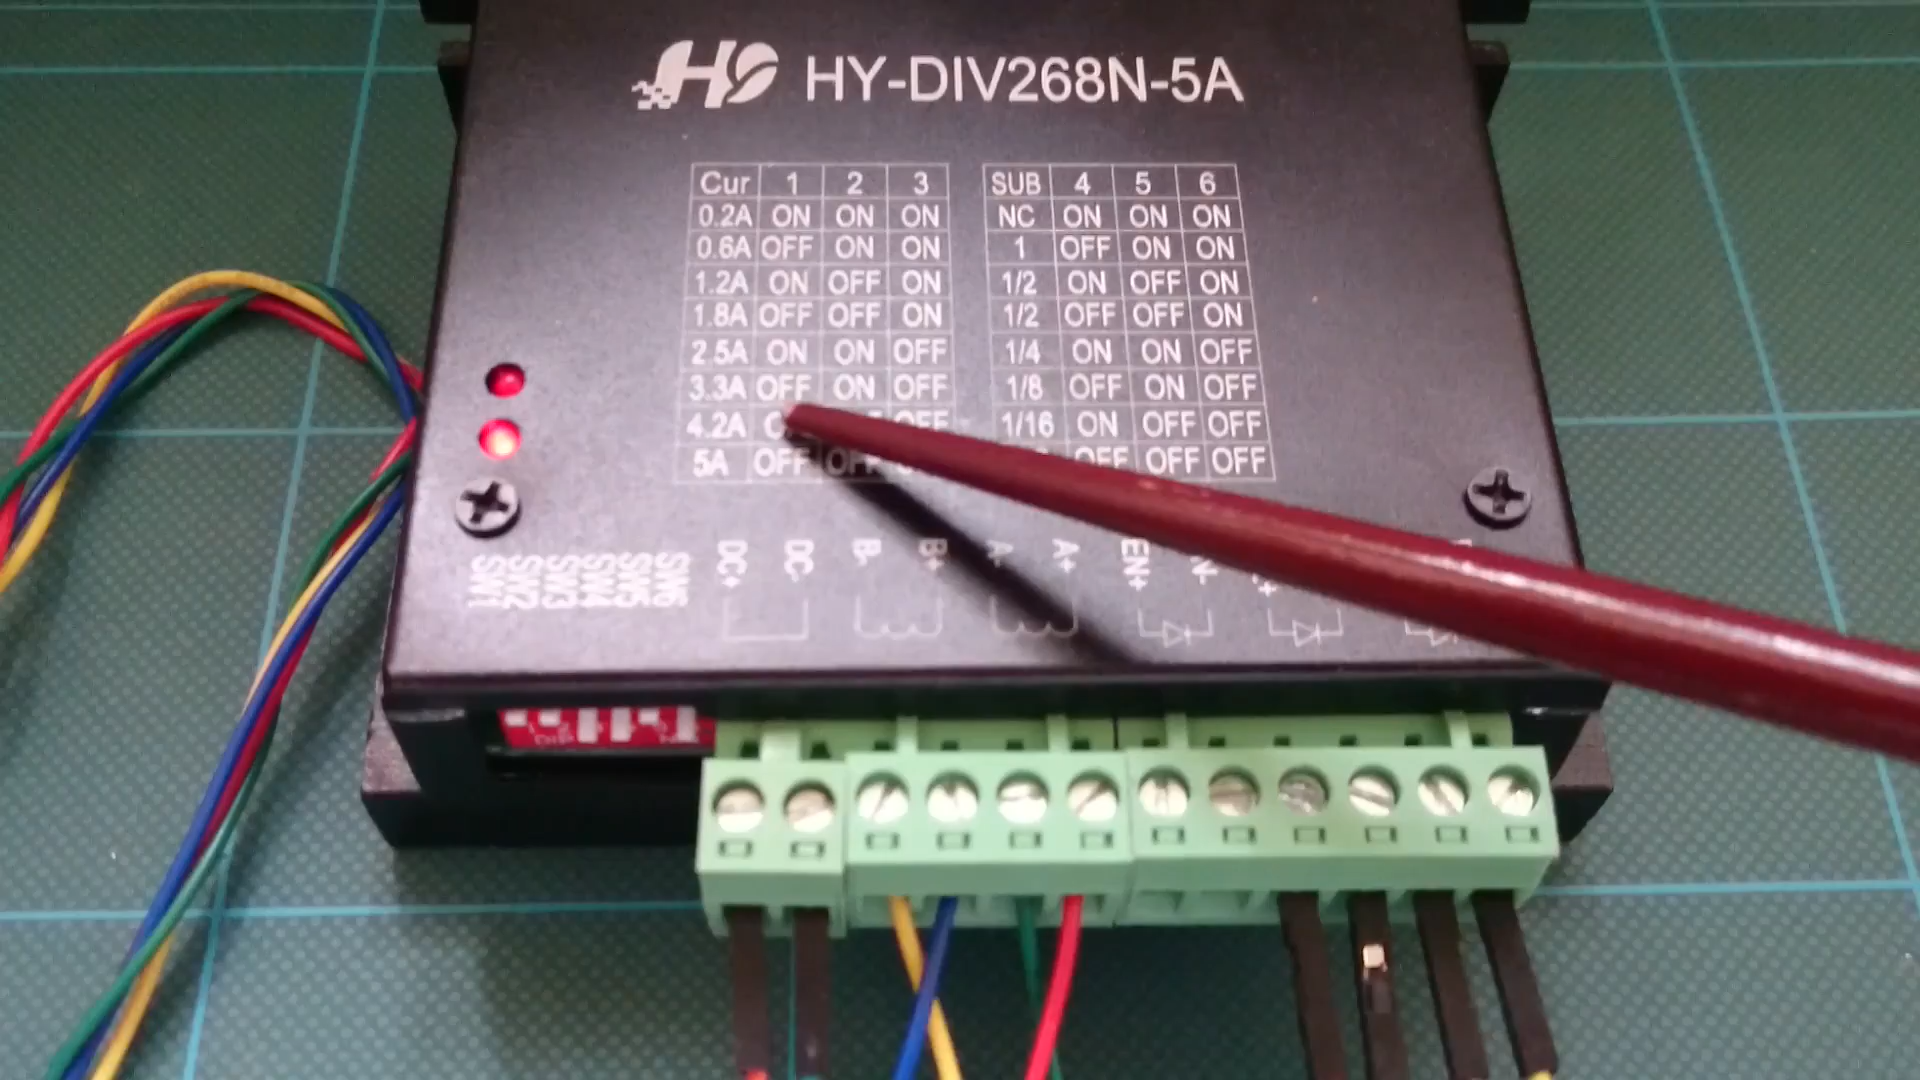 HY-DIV268N-5A
Cur 1 2 3
0.2A ON ON ON
0.6A OFF ON ON
1.2A ON OFF ON
1.8A OFF OFF ON
2.5A ON ON OFF
3.3A OFF ON OFF
4.2A OFF
5A OFF OFF
SUB 4 5 6
NC ON ON ON
1 OFF ON ON
1/2 ON OFF ON
1/2 OFF OFF ON
1/4 ON ON OFF
1/8 OFF ON OFF
1/16 ON OFF OFF
OFF OFF OFF
SW1
SW2
SW3
SW4
SW5
SW6
DC+
DC-
B-
B+
A-
A+
EN+